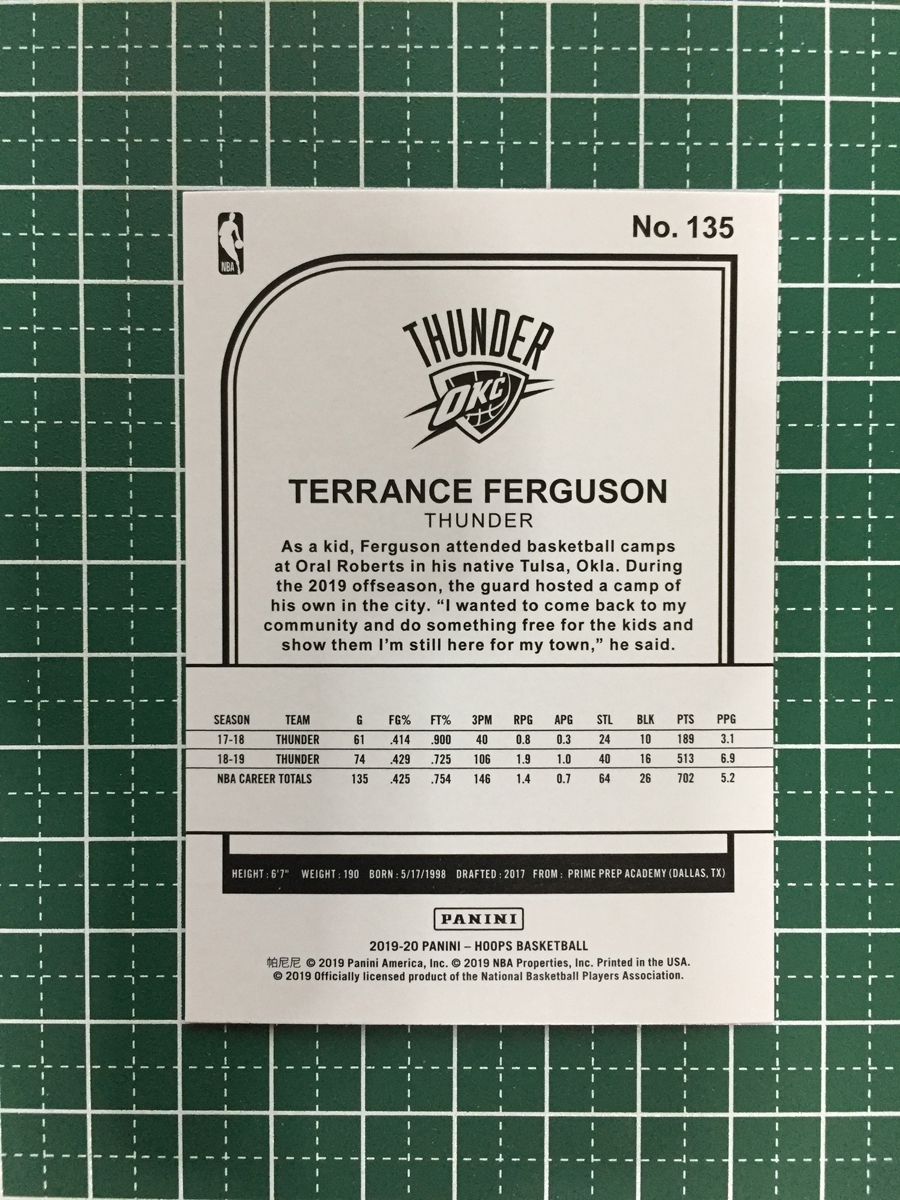 NBA
No. 135
THUNDER
OKC
TERRANCE FERGUSON
THUNDER
As a kid, Ferguson attended basketball camps
at Oral Roberts in his native Tulsa, Okla. During
the 2019 offseason, the guard hosted a camp of
his own in the city. “I wanted to come back to my
community and do something free for the kids and
show them I’m still here for my town,” he said.
SEASON TEAM G FG% FT% 3PM RPG APG STL BLK PTS PPG
17-18 THUNDER 61 .414 .900 40 0.8 0.3 24 10 189 3.1
18-19 THUNDER 74 .429 .725 106 1.9 1.0 40 16 513 6.9
NBA CAREER TOTALS 135 .425 .754 146 1.4 0.7 64 26 702 5.2
HEIGHT: 6'7" WEIGHT: 190 BORN: 5/17/1998 DRAFTED: 2017 FROM: PRIME PREP ACADEMY (DALLAS, TX)
PANINI
2019-20 PANINI – HOOPS BASKETBALL
帕尼尼 © 2019 Panini America, Inc. © 2019 NBA Properties, Inc. Printed in the USA.
© 2019 Officially licensed product of the National Basketball Players Association.